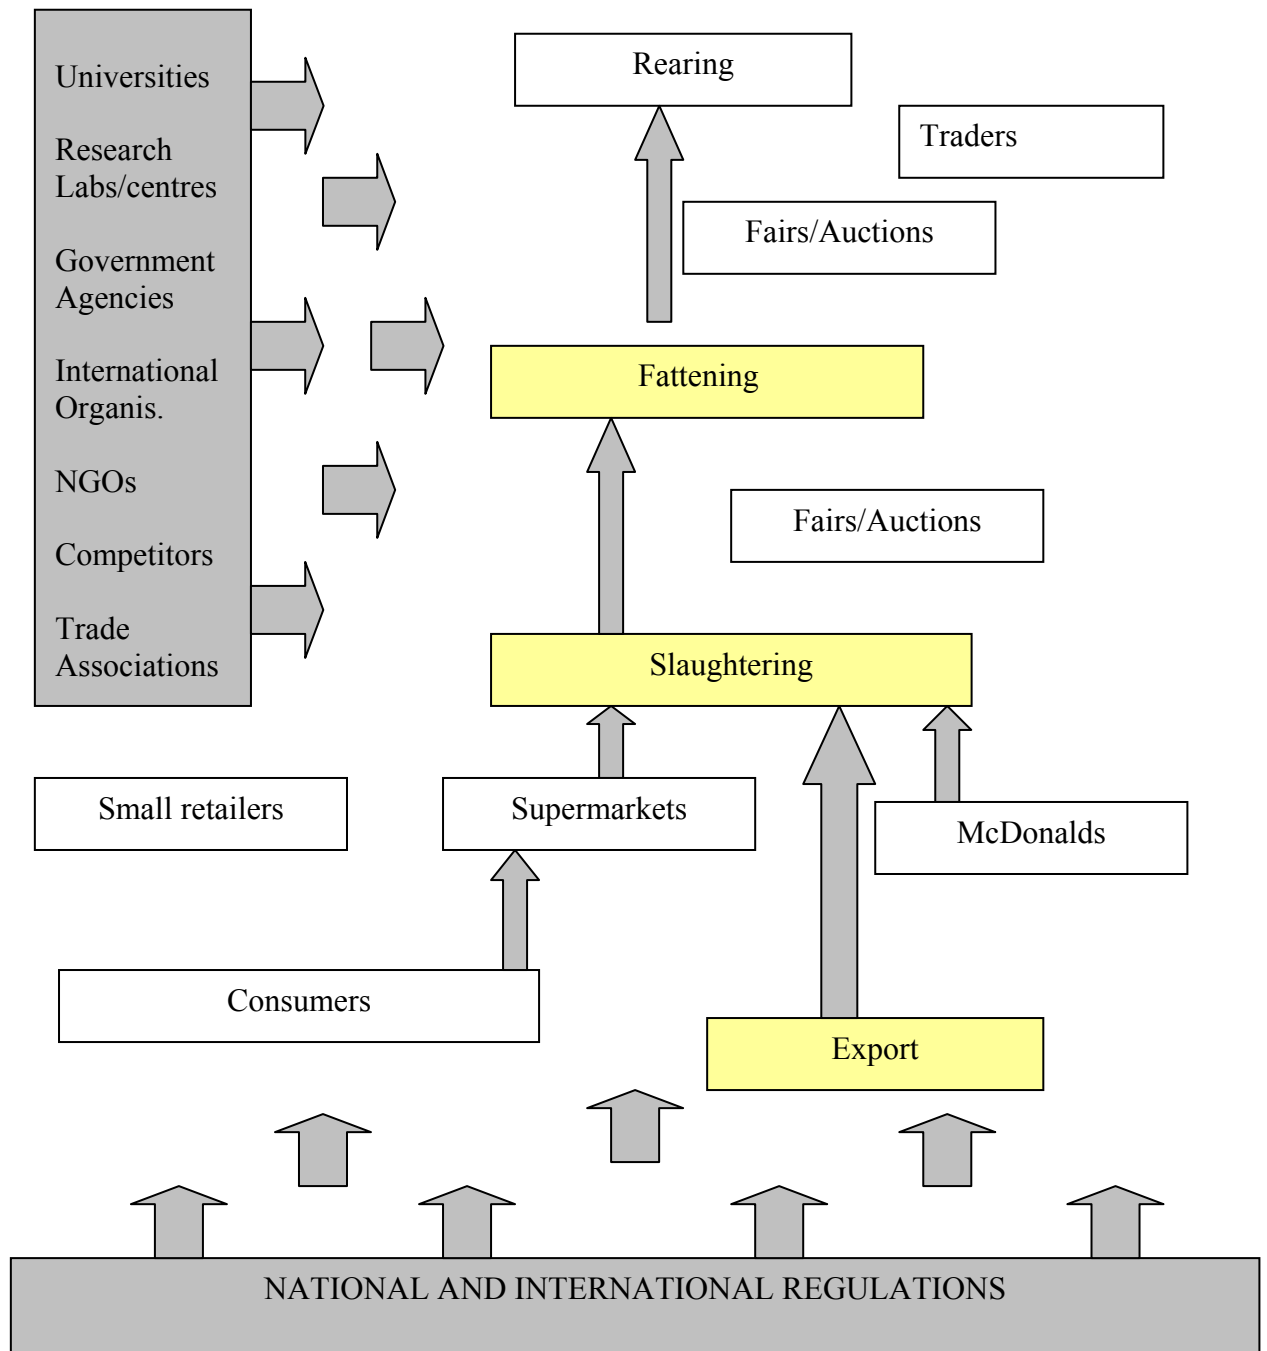 Universities
Research
Labs/centres
Government
Agencies
International
Organis.
NGOs
Competitors
Trade
Associations
Rearing
Traders
Fairs/Auctions
Fattening
Fairs/Auctions
Slaughtering
Small retailers
Supermarkets
McDonalds
Consumers
Export
NATIONAL AND INTERNATIONAL REGULATIONS